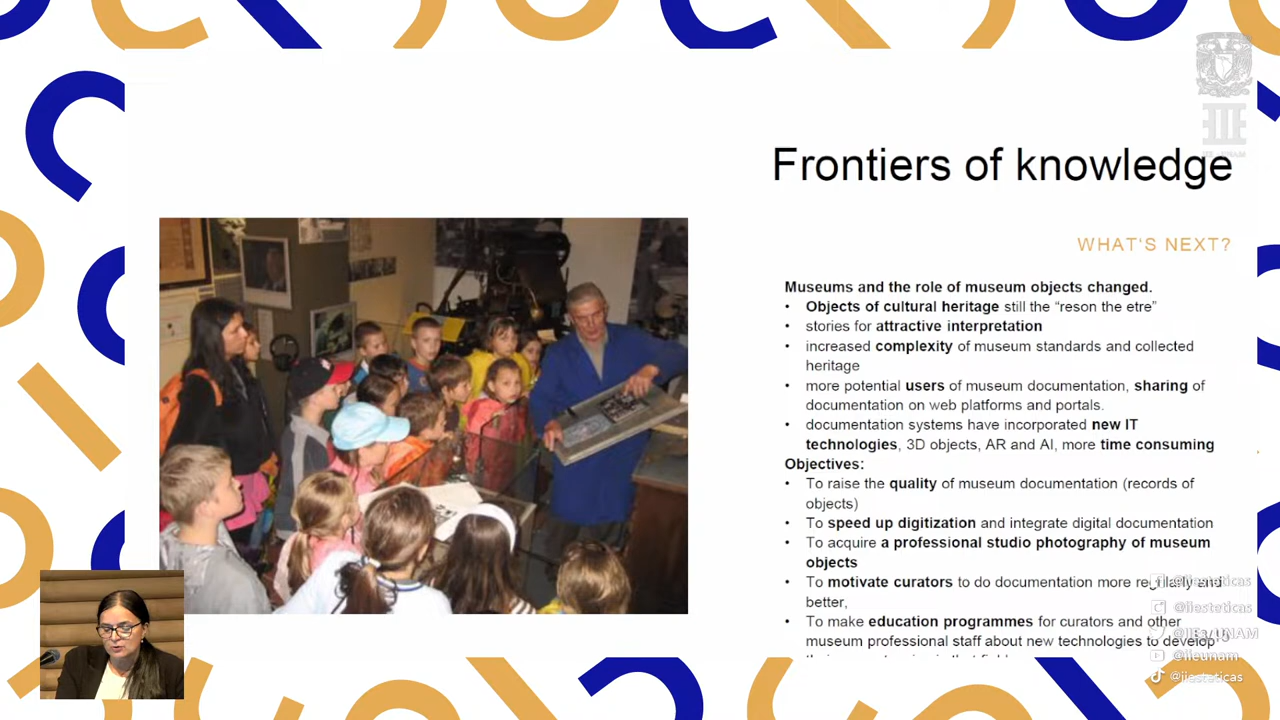 Frontiers of knowledge
WHAT'S NEXT?
Museums and the role of museum objects changed.
• Objects of cultural heritage still the “reson the etre”
• stories for attractive interpretation
• increased complexity of museum standards and collected
heritage
• more potential users of museum documentation, sharing of
documentation on web platforms and portals.
• documentation systems have incorporated new IT
technologies, 3D objects, AR and AI, more time consuming
Objectives:
• To raise the quality of museum documentation (records of
objects)
• To speed up digitization and integrate digital documentation
• To acquire a professional studio photography of museum
objects
• To motivate curators to do documentation more regularly and
better,
• To make education programmes for curators and other
museum professional staff about new technologies to develop
@iiesteticas
@iiesteticas
@IIEs/UNAM
@iieunam
@iiesteticas